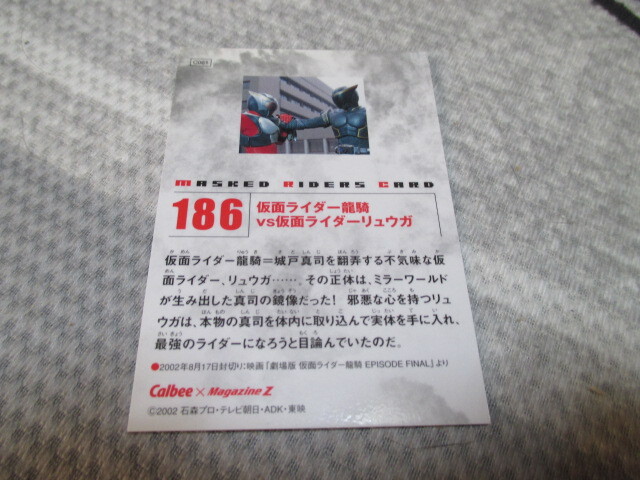 MASKED RIDERS CARD
186
仮面ライダー龍騎
vs仮面ライダーリュウガ
仮面ライダー龍騎=城戸真司を翻弄する不気味な仮
面ライダー、リュウガ……。その正体は、ミラーワールド
が生み出した真司の鏡像だった! 邪悪な心を持つリュ
ウガは、本物の真司を体内に取り込んで実体を手に入れ、
最強のライダーになろうと目論んでいたのだ。
●2002年8月17日封切り:映画「劇場版 仮面ライダー龍騎 EPISODE FINAL」より
Calbee×Magazine Z
©2002 石森プロ・テレビ朝日・ADK・東映